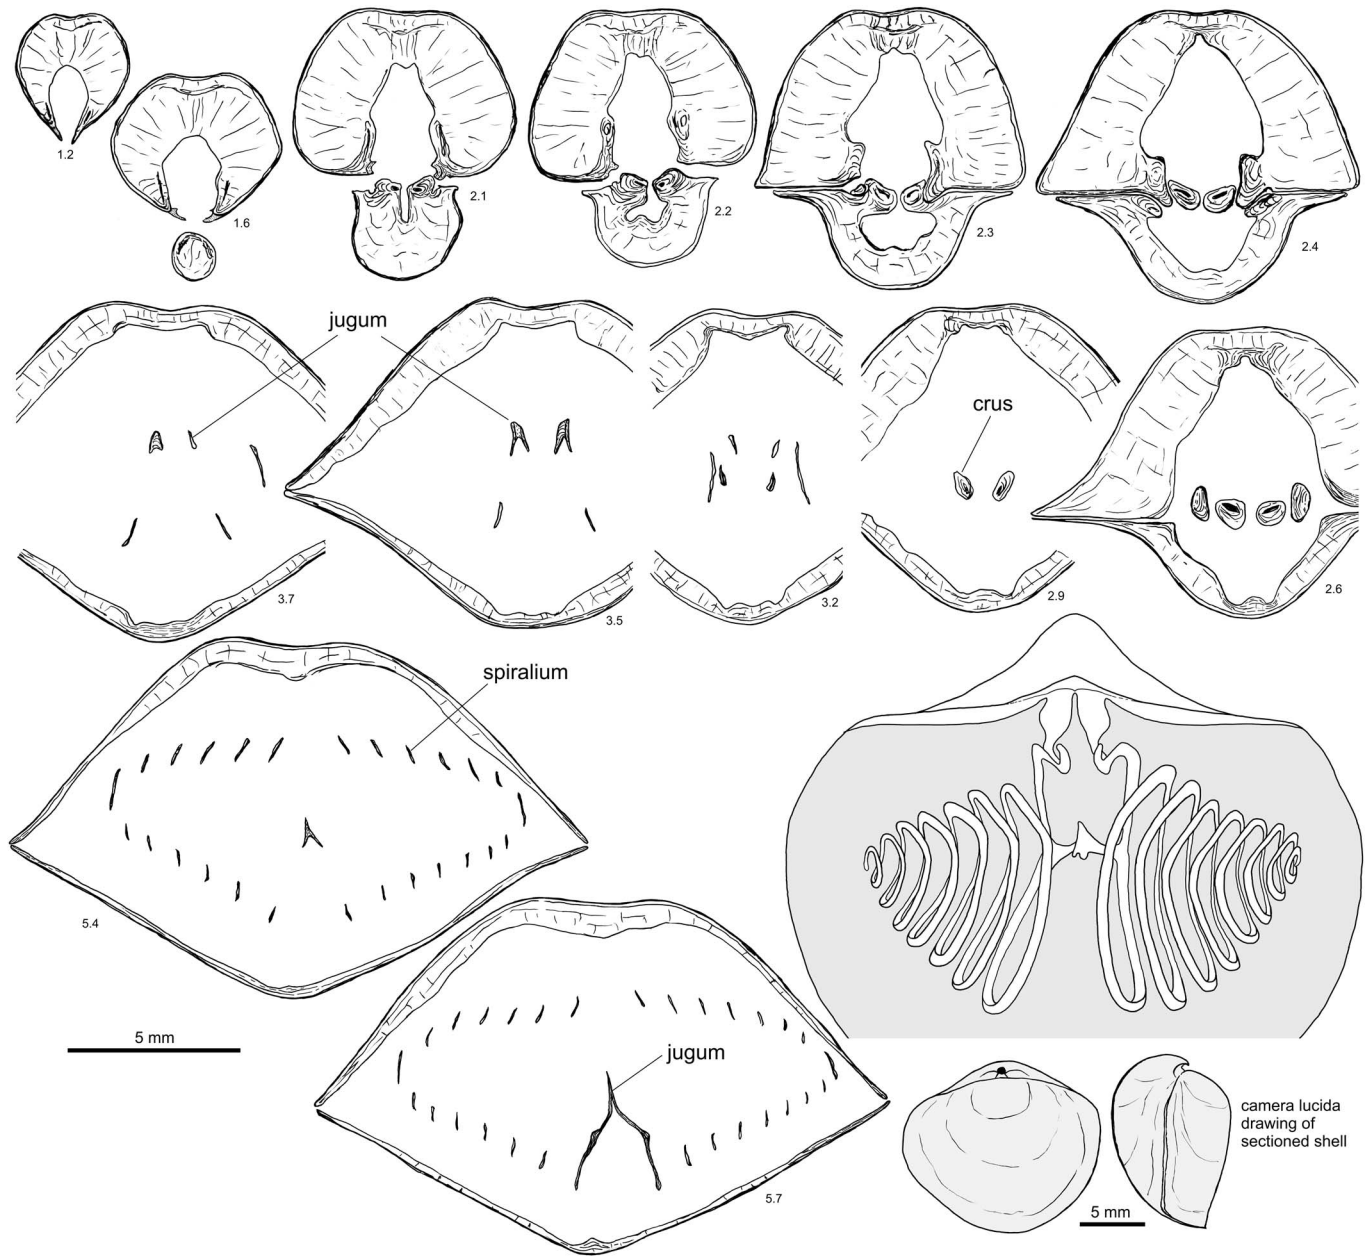 1.2
1.6
2.1
2.2
2.3
2.4
jugum
crus
3.7
3.5
3.2
2.9
2.6
spiralium
5.4
5 mm
jugum
5.7
camera lucida
drawing of
sectioned shell
5 mm